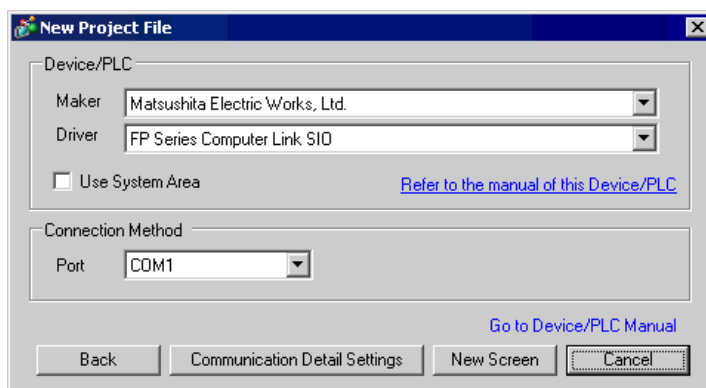 New Project File
Device/PLC
Maker Matsushita Electric Works, Ltd.
Driver FP Series Computer Link SIO
Use System Area Refer to the manual of this Device/PLC
Connection Method
Port COM1
Go to Device/PLC Manual
Back Communication Detail Settings New Screen Cancel